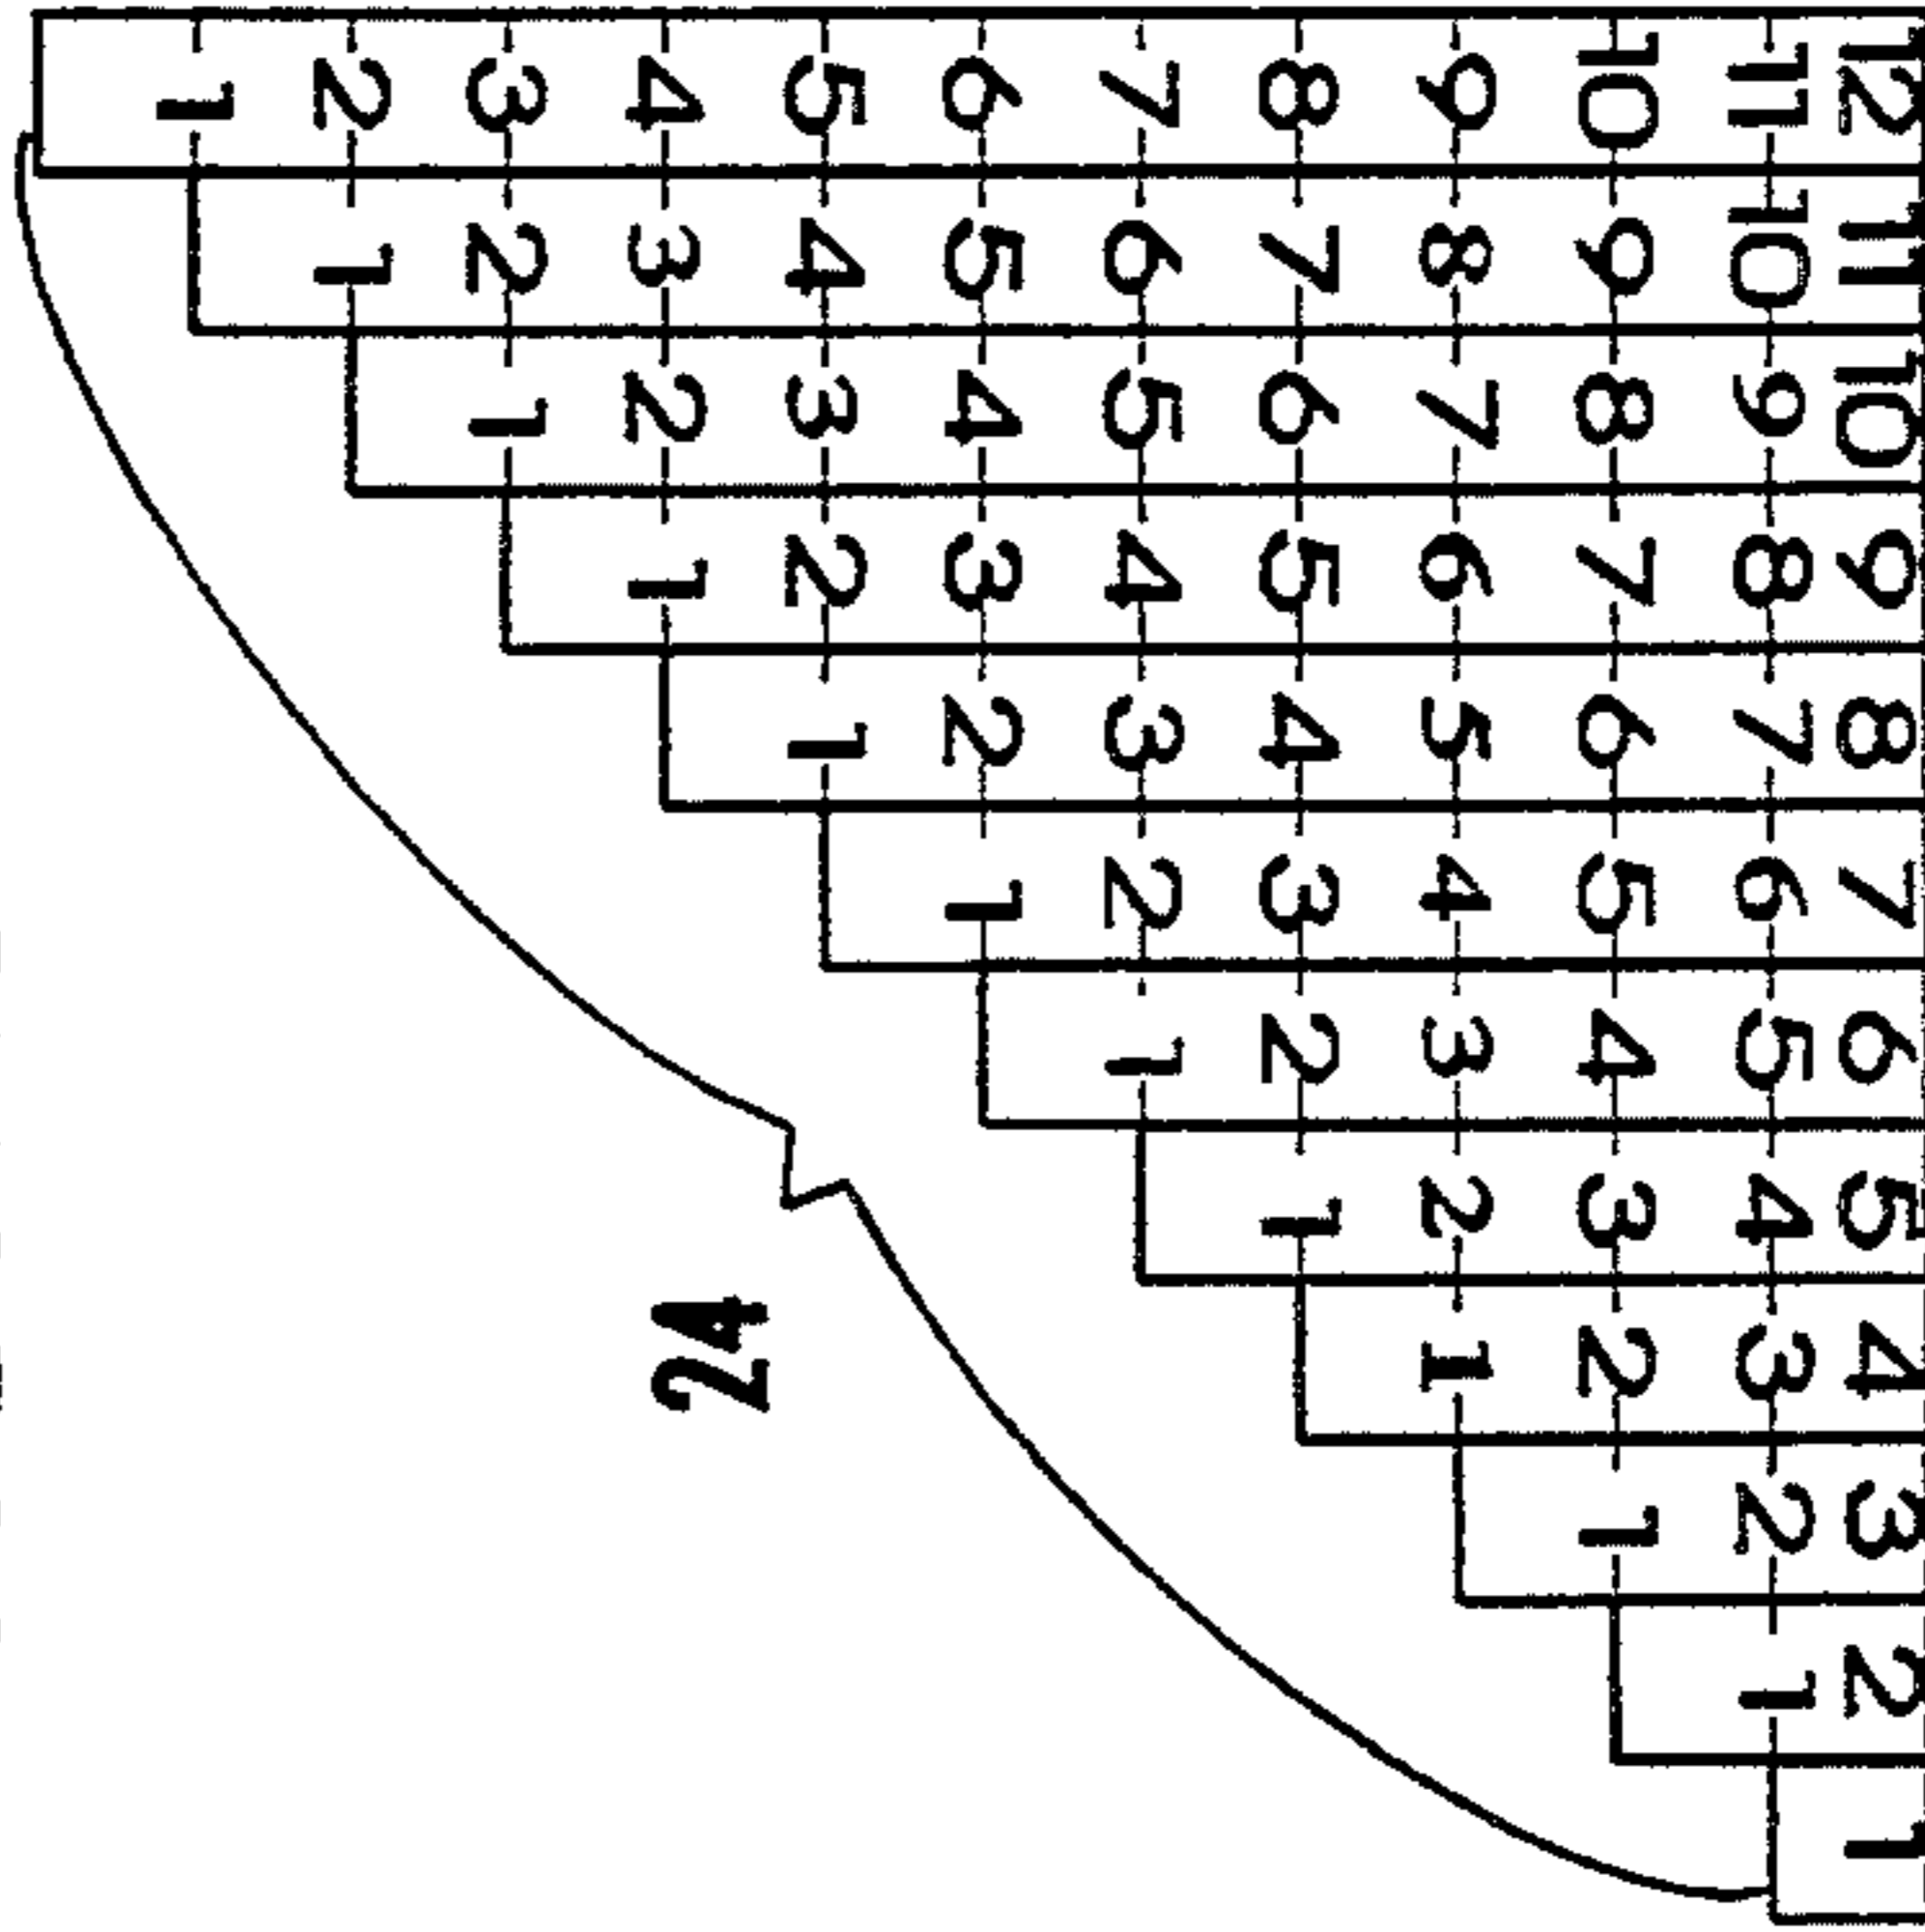 12 11 10 9 8 7 6 5 4 3 2 1
11 10 9 8 7 6 5 4 3 2 1
10 9 8 7 6 5 4 3 2 1
9 8 7 6 5 4 3 2 1
8 7 6 5 4 3 2 1
7 6 5 4 3 2 1
6 5 4 3 2 1
5 4 3 2 1
4 3 2 1
3 2 1
2 1
1
24